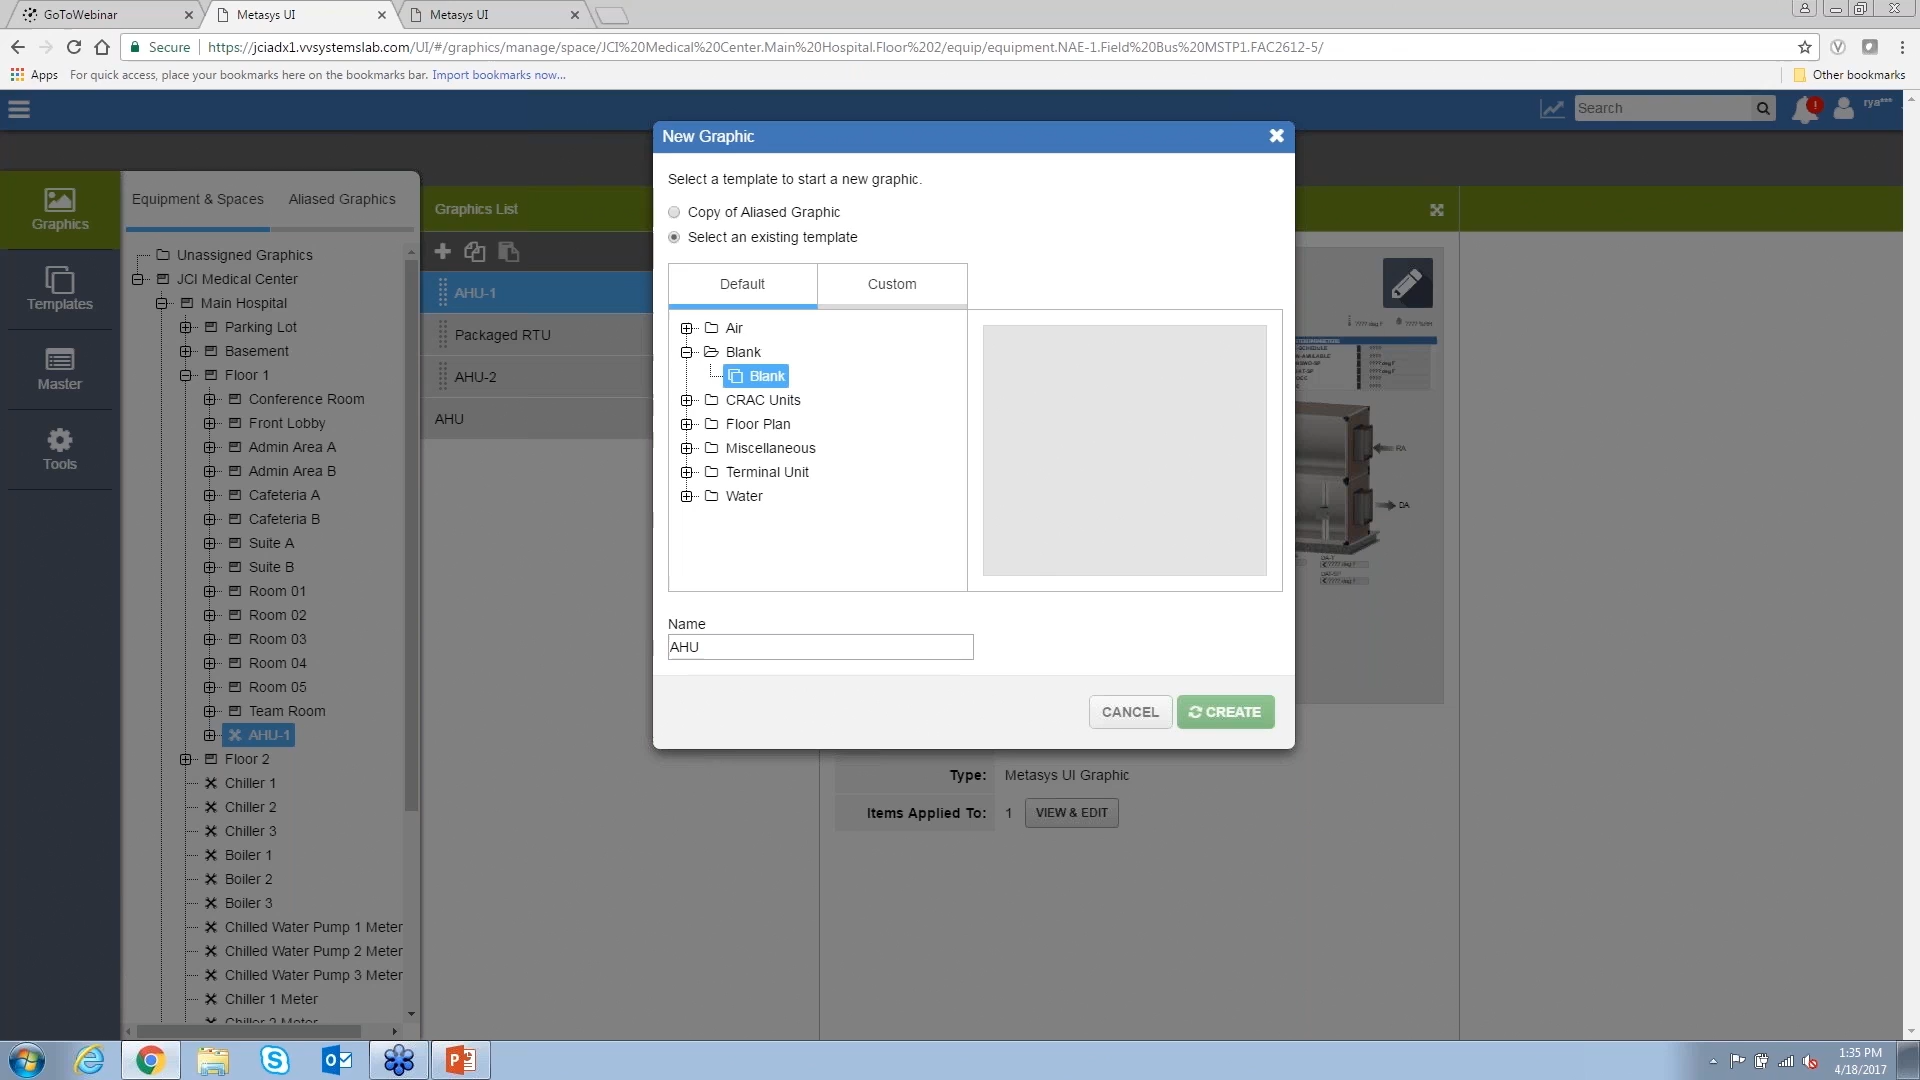 GoToWebinar
Metasys UI
Metasys UI
Secure
https://jciadx1.vvsystemslab.com/UI/#/graphics/manage/space/JCI%20Medical%20Center.Main%20Hospital.Floor%202/equip/equipment.NAE-1.Field%20Bus%20MSTP1.FAC2612-5/
Apps
For quick access, place your bookmarks here on the bookmarks bar. Import bookmarks now...
Other bookmarks
Search
!
rya***
Graphics
Templates
Master
Tools
Equipment & Spaces
Aliased Graphics
Unassigned Graphics
JCI Medical Center
Main Hospital
Parking Lot
Basement
Floor 1
Conference Room
Front Lobby
Admin Area A
Admin Area B
Cafeteria A
Cafeteria B
Suite A
Suite B
Room 01
Room 02
Room 03
Room 04
Room 05
Team Room
AHU-1
Floor 2
Chiller 1
Chiller 2
Chiller 3
Boiler 1
Boiler 2
Boiler 3
Chilled Water Pump 1 Meter
Chilled Water Pump 2 Meter
Chilled Water Pump 3 Meter
Chiller 1 Meter
Chiller 2 Meter
Graphics List
AHU-1
Packaged RTU
AHU-2
AHU
New Graphic
Select a template to start a new graphic.
Copy of Aliased Graphic
Select an existing template
Default
Custom
Air
Blank
Blank
CRAC Units
Floor Plan
Miscellaneous
Terminal Unit
Water
Name
AHU
CANCEL
CREATE
RA
DA
Type:
Metasys UI Graphic
Items Applied To:
1
VIEW & EDIT
1:35 PM
4/18/2017